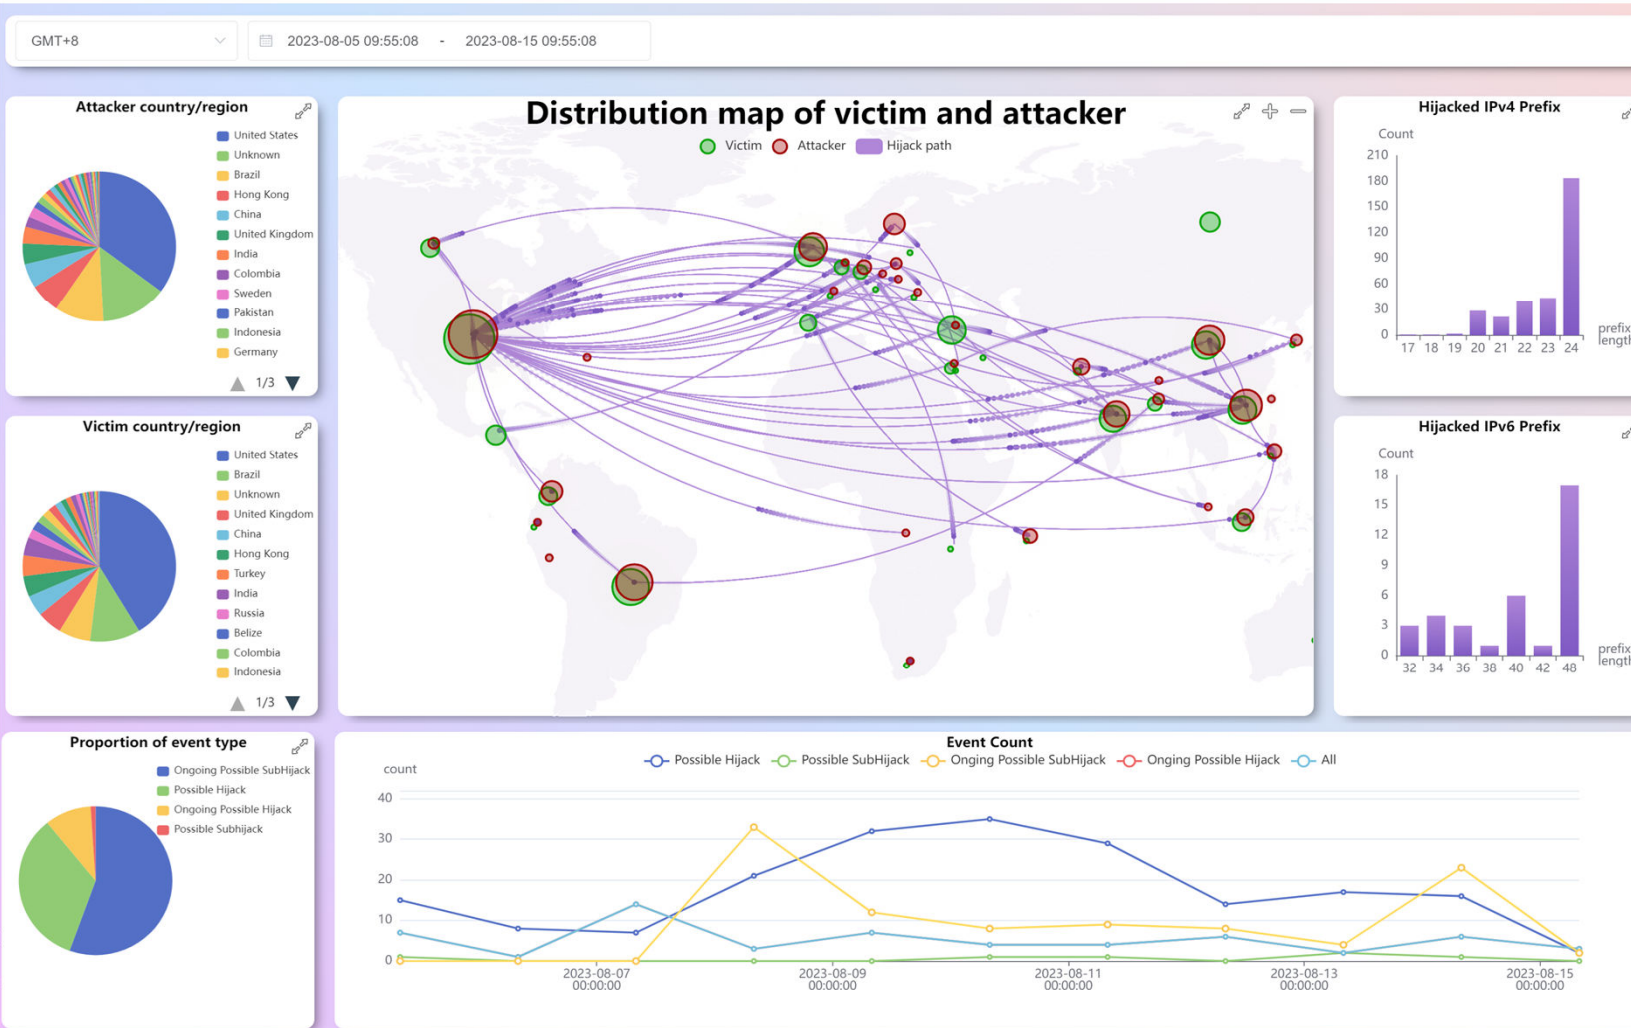 GMT+8
2023-08-05 09:55:08 - 2023-08-15 09:55:08
Attacker country/region
United States
Unknown
Brazil
Hong Kong
China
United Kingdom
India
Colombia
Sweden
Pakistan
Indonesia
Germany
1/3
Distribution map of victim and attacker
Victim Attacker Hijack path
Hijacked IPv4 Prefix
Count
210
180
150
120
90
60
30
0
17 18 19 20 21 22 23 24
prefix
length
Victim country/region
United States
Brazil
Unknown
United Kingdom
China
Hong Kong
Turkey
India
Russia
Belize
Colombia
Indonesia
1/3
Hijacked IPv6 Prefix
Count
18
15
12
9
6
3
0
32 34 36 38 40 42 48
prefix
length
Proportion of event type
Ongoing Possible SubHijack
Possible Hijack
Ongoing Possible Hijack
Possible Subhijack
Event Count
Possible Hijack Possible SubHijack Onging Possible SubHijack Onging Possible Hijack All
count
40
30
20
10
0
2023-08-07
00:00:00
2023-08-09
00:00:00
2023-08-11
00:00:00
2023-08-13
00:00:00
2023-08-15
00:00:00